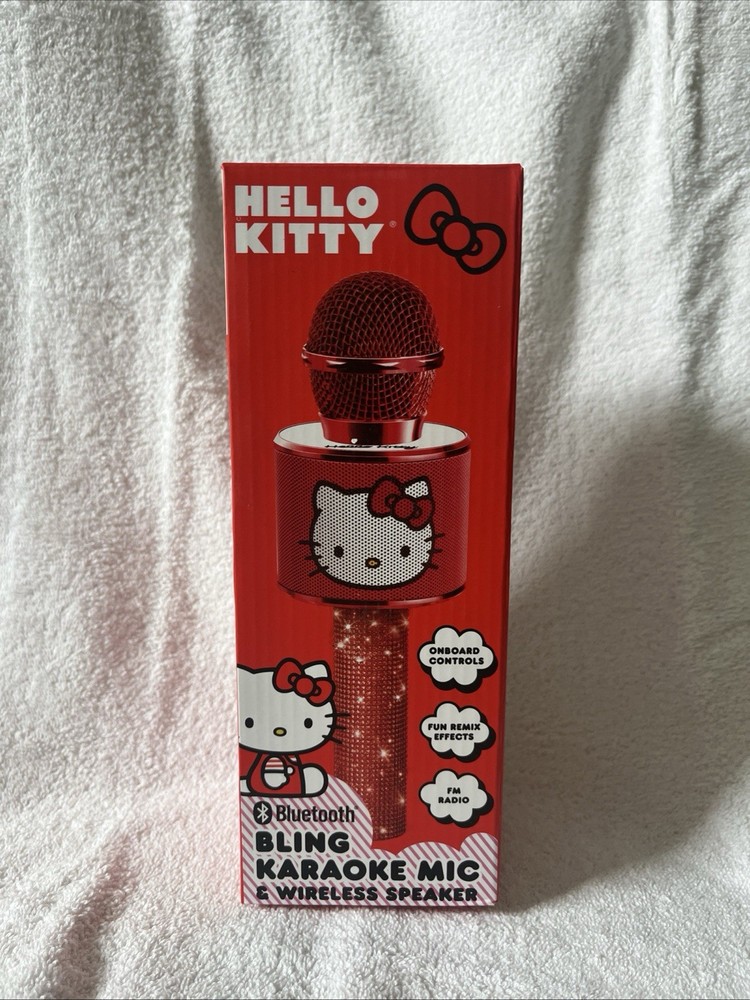 HELLO
KITTY®
ONBOARD
CONTROLS
FUN REMIX
EFFECTS
FM
RADIO
Bluetooth
BLING
KARAOKE MIC
& WIRELESS SPEAKER